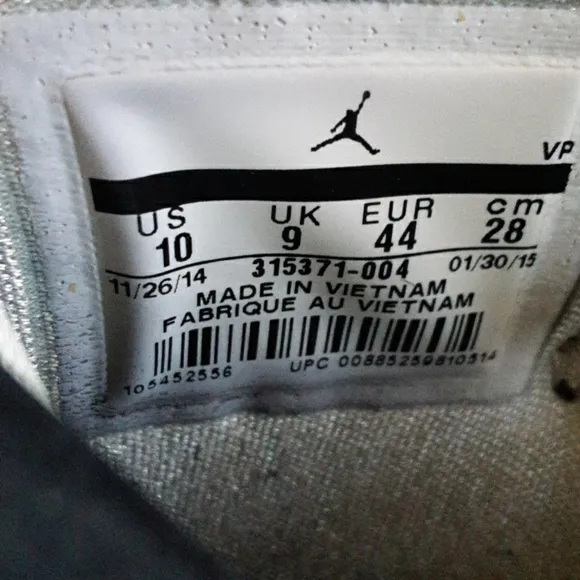 VP
US UK EUR cm
10 9 44 28
11/26/14 315371-004 01/30/15
MADE IN VIETNAM
FABRIQUE AU VIETNAM
105452556 UPC 00885259810514